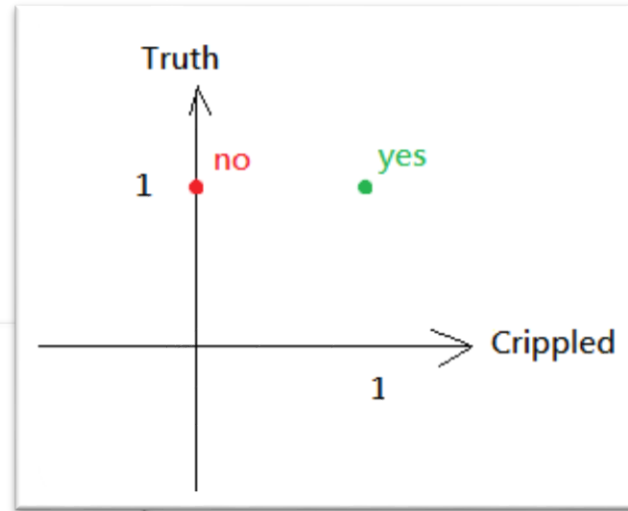 Truth
no
yes
1
Crippled
1